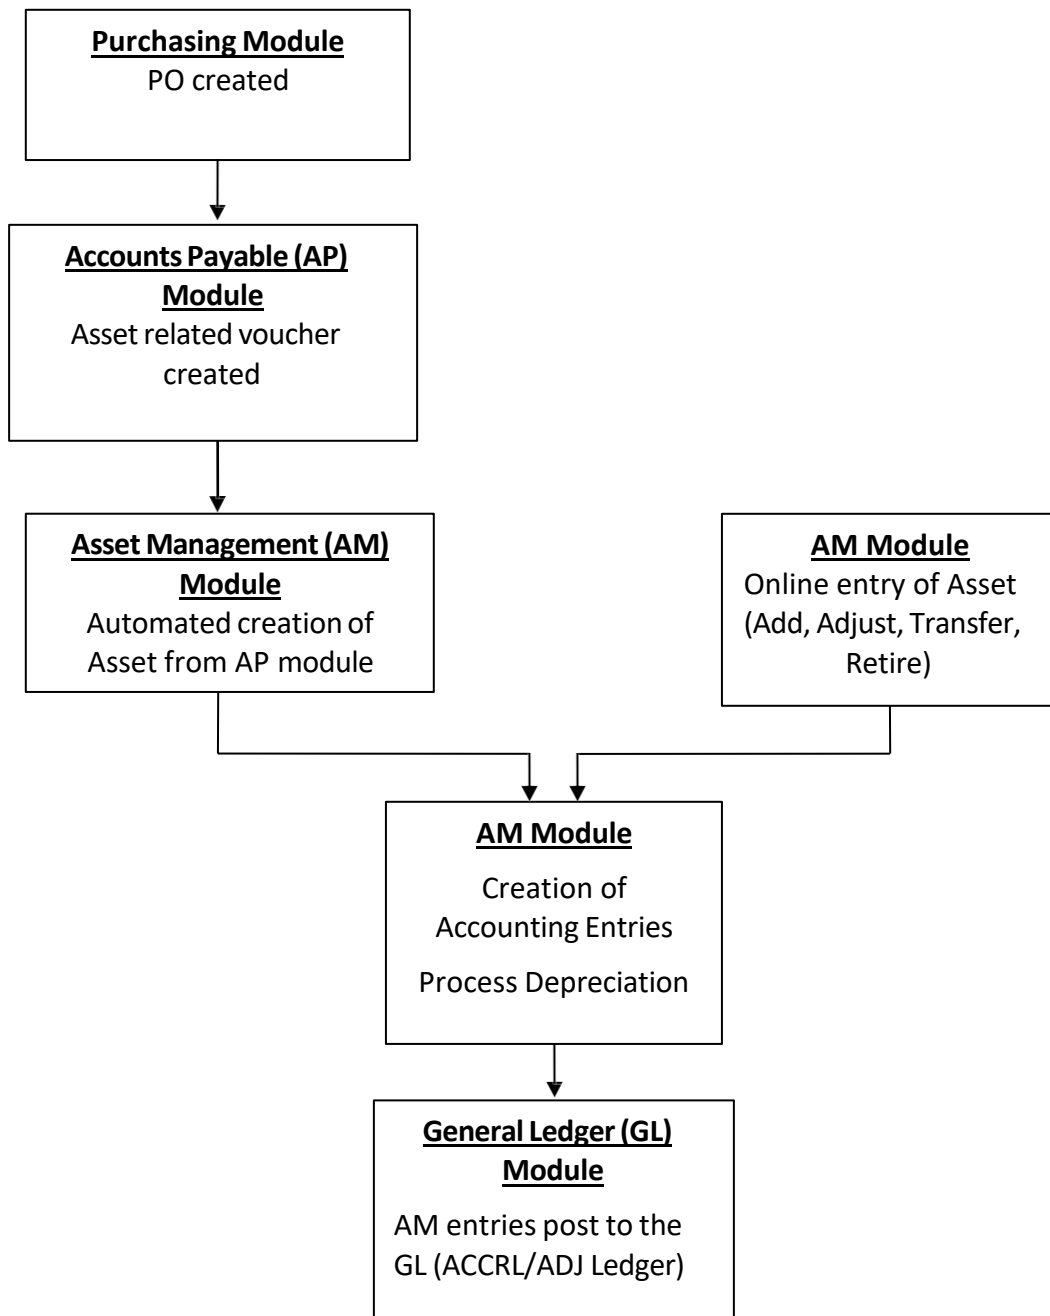 Purchasing Module
PO created
Accounts Payable (AP)
Module
Asset related voucher
created
Asset Management (AM)
Module
Automated creation of
Asset from AP module
AM Module
Online entry of Asset
(Add, Adjust, Transfer,
Retire)
AM Module
Creation of
Accounting Entries
Process Depreciation
General Ledger (GL)
Module
AM entries post to the
GL (ACCRL/ADJ Ledger)